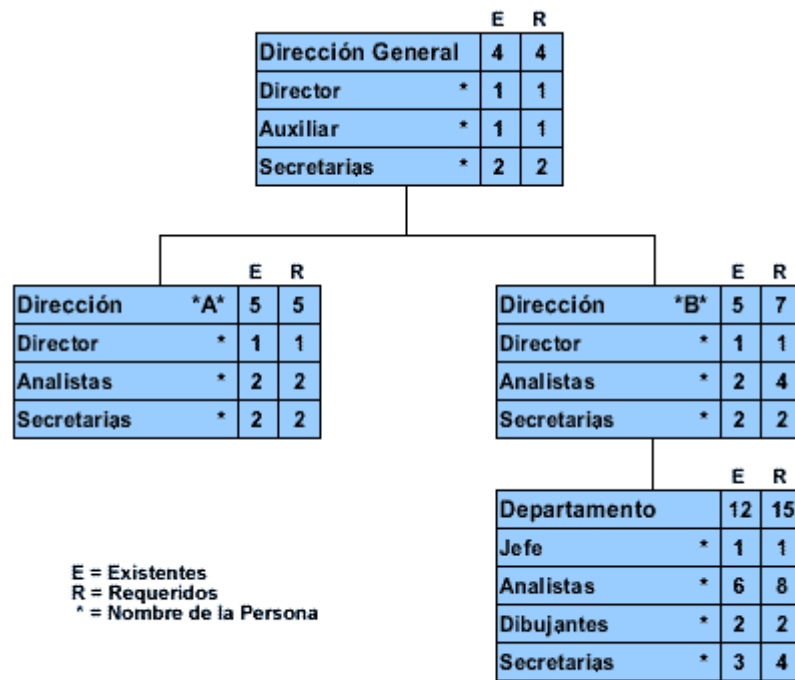 E R
Dirección General 4 4
Director * 1 1
Auxiliar * 1 1
Secretarias * 2 2
E R
Dirección *A* 5 5
Director * 1 1
Analistas * 2 2
Secretarias * 2 2
E R
Dirección *B* 5 7
Director * 1 1
Analistas * 2 4
Secretarias * 2 2
E R
Departamento 12 15
Jefe * 1 1
Analistas * 6 8
Dibujantes * 2 2
Secretarias * 3 4
E = Existentes
R = Requeridos
* = Nombre de la Persona